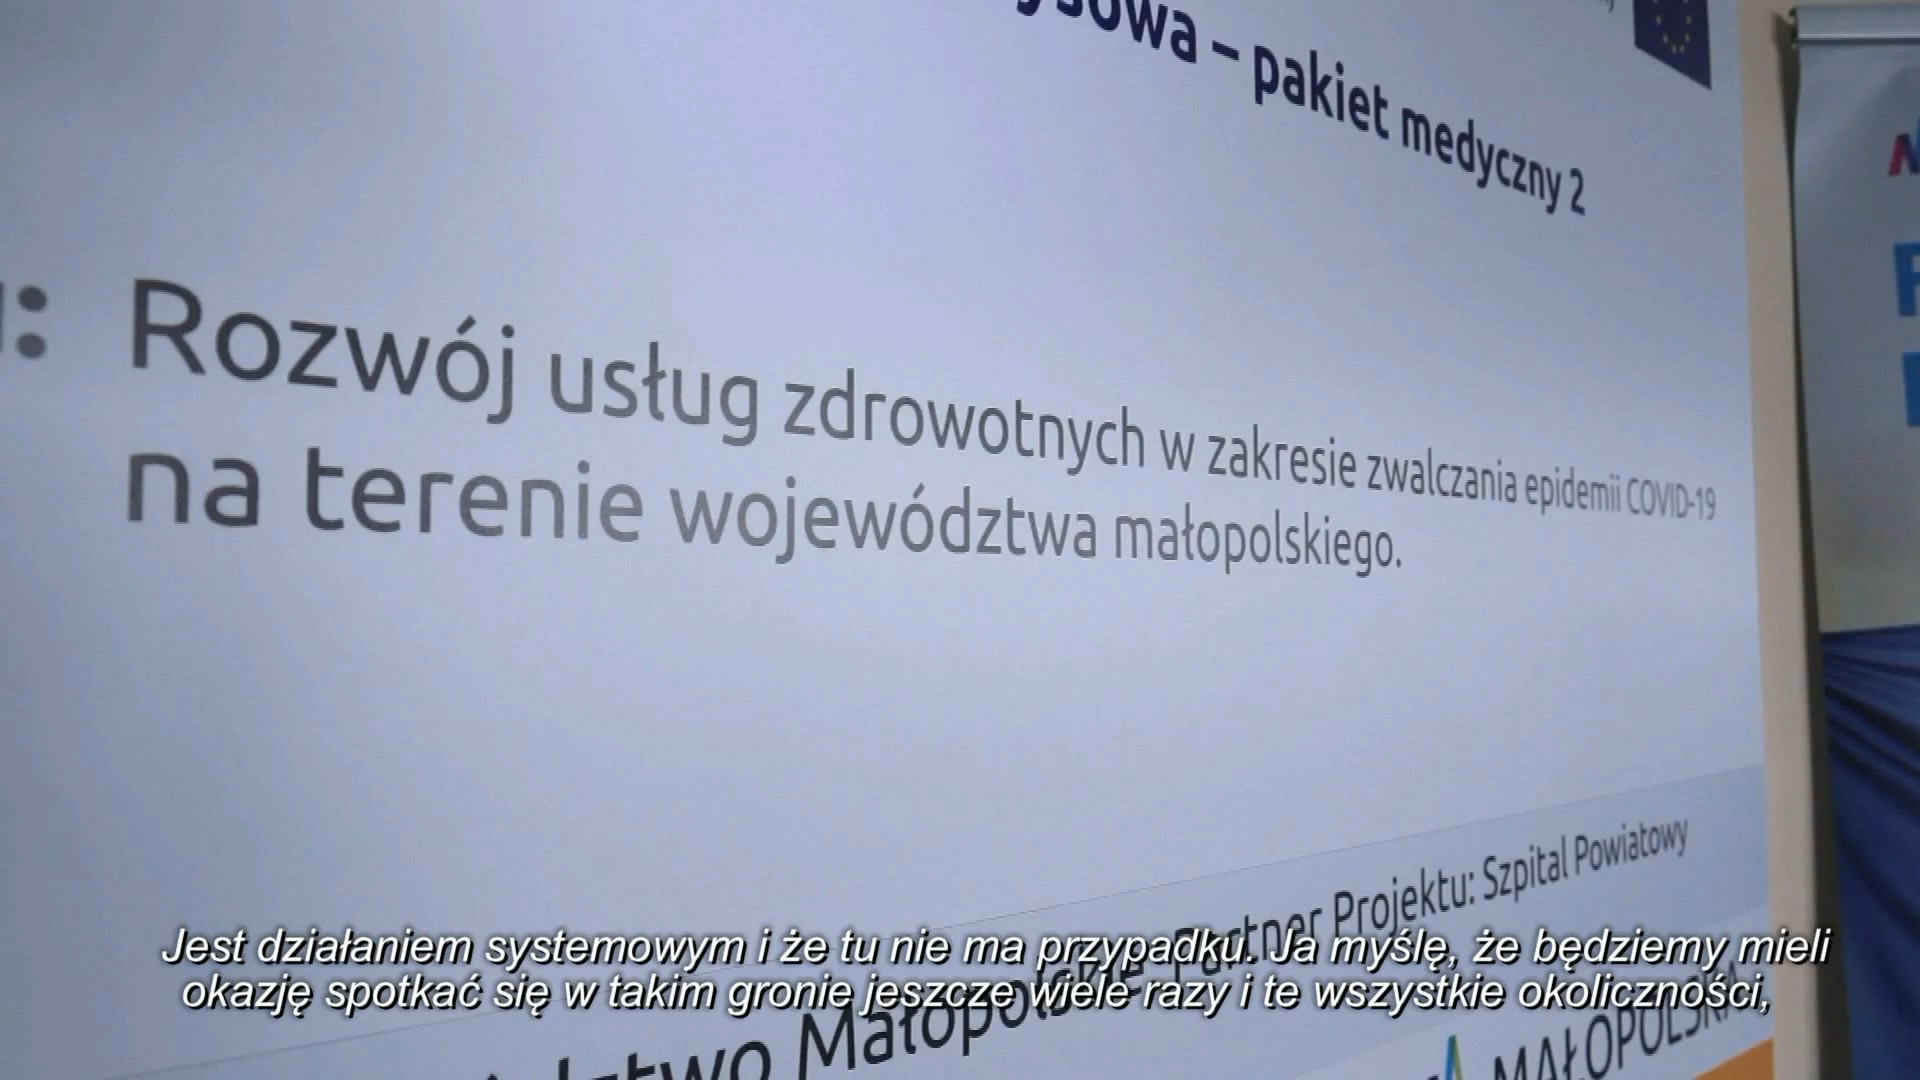 – pakiet medyczny 2
Rozwój usług zdrowotnych w zakresie zwalczania epidemii COVID-19
na terenie województwa małopolskiego.
Partner Projektu: Szpital Powiatowy
Małopolskie
MAŁOPOLSKA
Jest działaniem systemowym i że tu nie ma przypadku. Ja myślę, że będziemy mieli
okazję spotkać się w takim gronie jeszcze wiele razy i te wszystkie okoliczności,